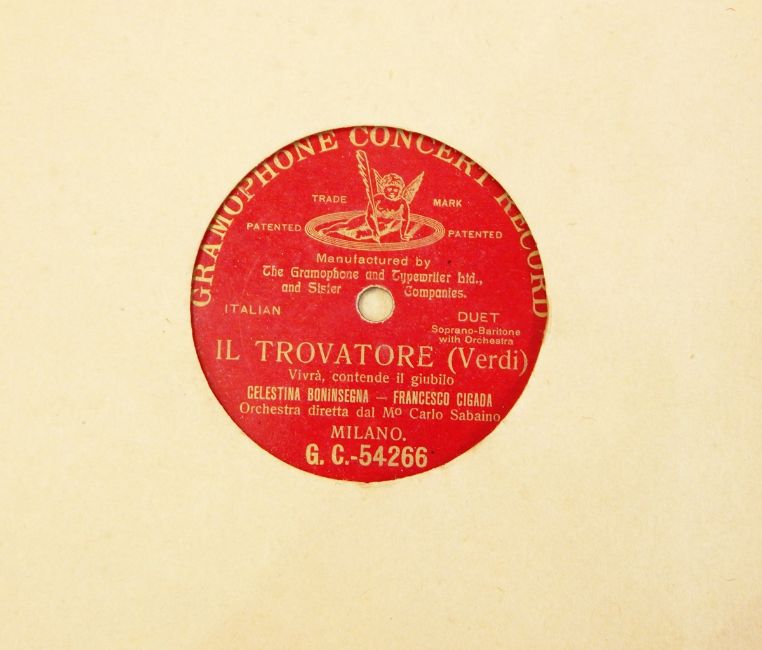 GRAMOPHONE CONCERT RECORD
TRADE MARK
PATENTED PATENTED
Manufactured by
The Gramophone and Typewriter Ltd.,
and Sister Companies.
ITALIAN DUET
Soprano-Baritone
with Orchestra
IL TROVATORE (Verdi)
Vivrà, contende il giubilo
CELESTINA BONINSEGNA — FRANCESCO CIGADA
Orchestra diretta dal Mº Carlo Sabaino
MILANO.
G. C.-54266